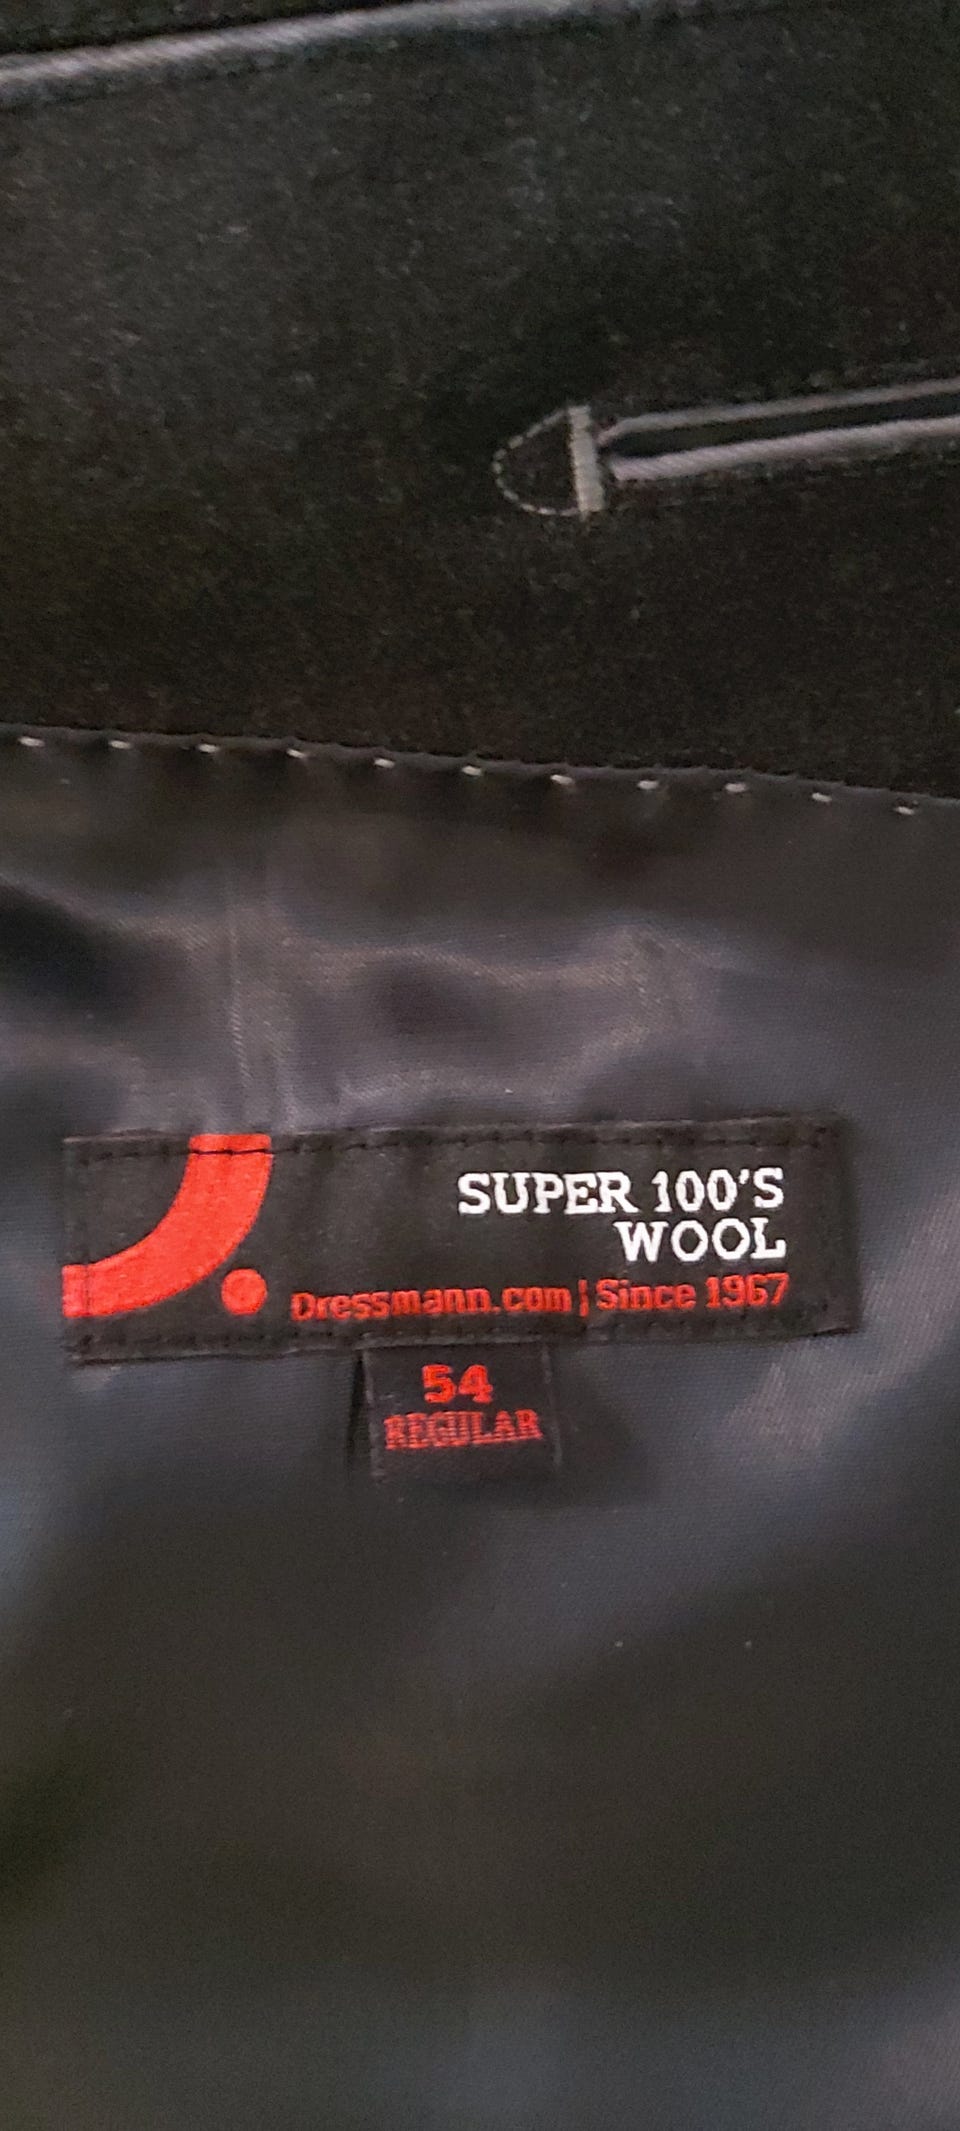 SUPER 100'S
WOOL
Dressmann.com | Since 1967
54
REGULAR